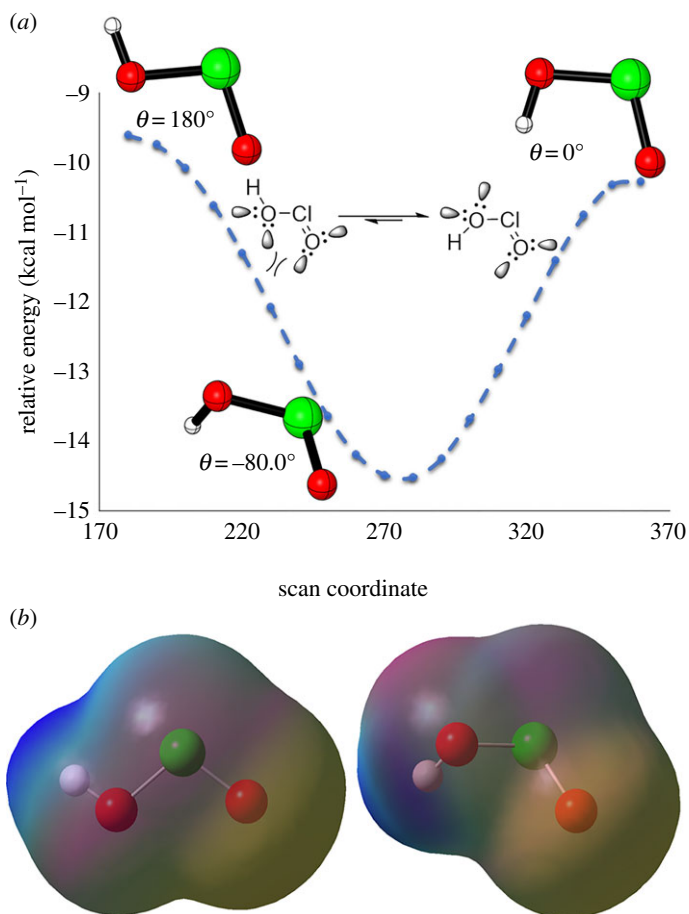 (a)
θ = 180°
θ = 0°
–9
–10
–11
–12
–13
–14
–15
relative energy (kcal mol⁻¹)
H
O
Cl
O
O
Cl
H
O
θ = –80.0°
170
220
270
320
370
scan coordinate
(b)